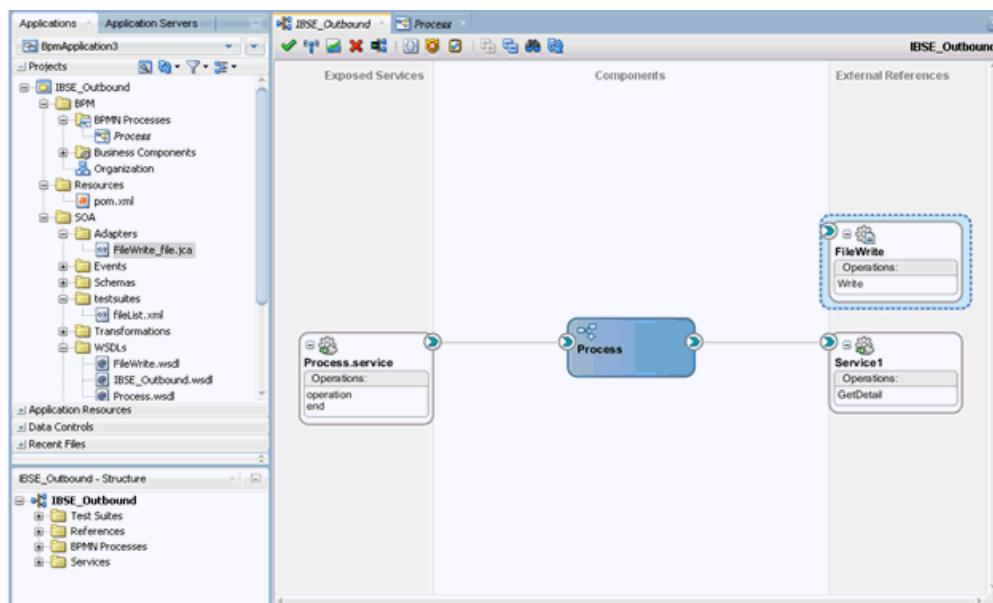 Applications
Application Servers
BpmApplication3
Projects
IBSE_Outbound
BPM
BPMN Processes
Process
Business Components
Organization
Resources
pom.xml
SOA
Adapters
FileWrite_file.jca
Events
Schemas
testsuites
fileList.xml
Transformations
WSDLs
FileWrite.wsdl
IBSE_Outbound.wsdl
Process.wsdl
Application Resources
Data Controls
Recent Files
IBSE_Outbound - Structure
IBSE_Outbound
Test Suites
References
BPMN Processes
Services
IBSE_Outbound
Process
IBSE_Outbound
Exposed Services
Components
External References
FileWrite
Operations:
Write
Process.service
Operations:
operation
end
Process
Service1
Operations:
GetDetail